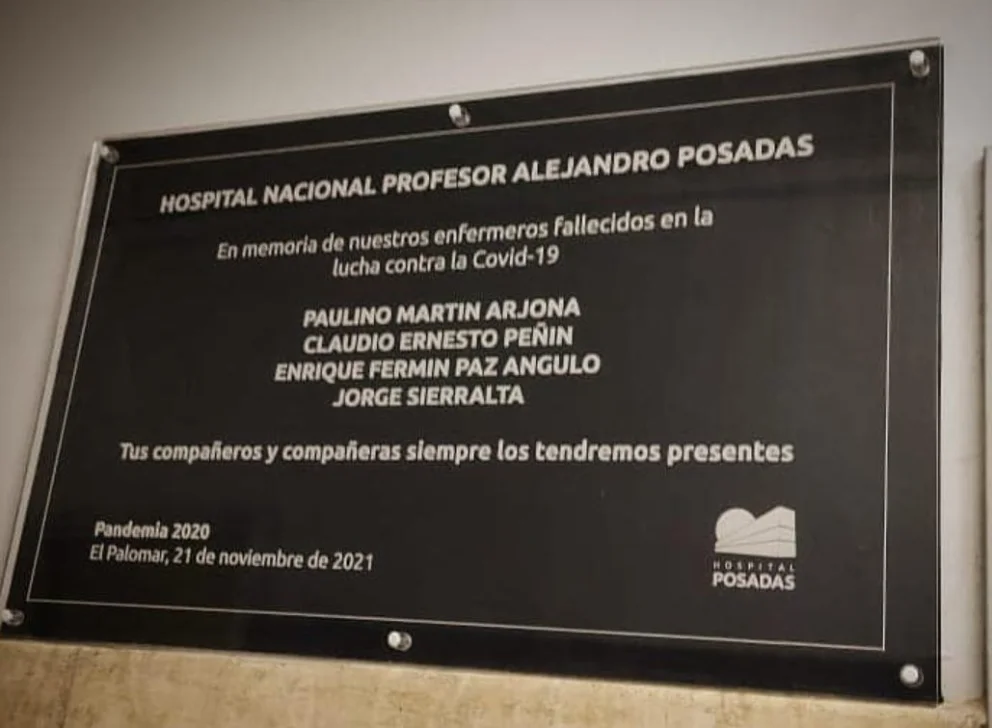 HOSPITAL NACIONAL PROFESOR ALEJANDRO POSADAS
En memoria de nuestros enfermeros fallecidos en la
lucha contra la Covid-19
PAULINO MARTIN ARJONA
CLAUDIO ERNESTO PEÑIN
ENRIQUE FERMIN PAZ ANGULO
JORGE SIERRALTA
Tus compañeros y compañeras siempre los tendremos presentes
Pandemia 2020
El Palomar, 21 de noviembre de 2021
HOSPITAL
POSADAS